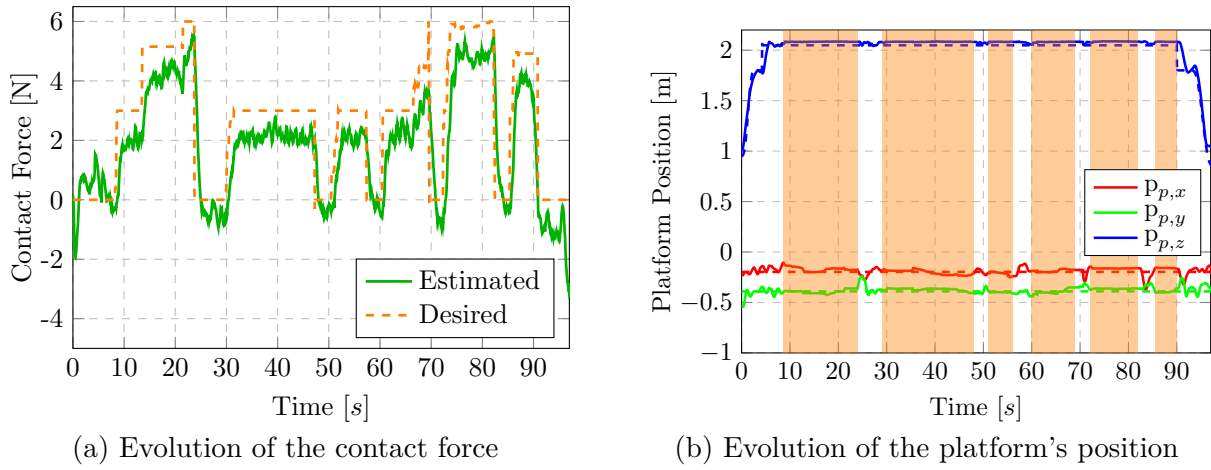 6
4
2
0
-2
-4
Contact Force [N]
Estimated
Desired
0 10 20 30 40 50 60 70 80 90
Time [s]
(a) Evolution of the contact force
2
1.5
1
0.5
0
−0.5
−1
Platform Position [m]
p_{p,x}
p_{p,y}
p_{p,z}
0 10 20 30 40 50 60 70 80 90
Time [s]
(b) Evolution of the platform's position